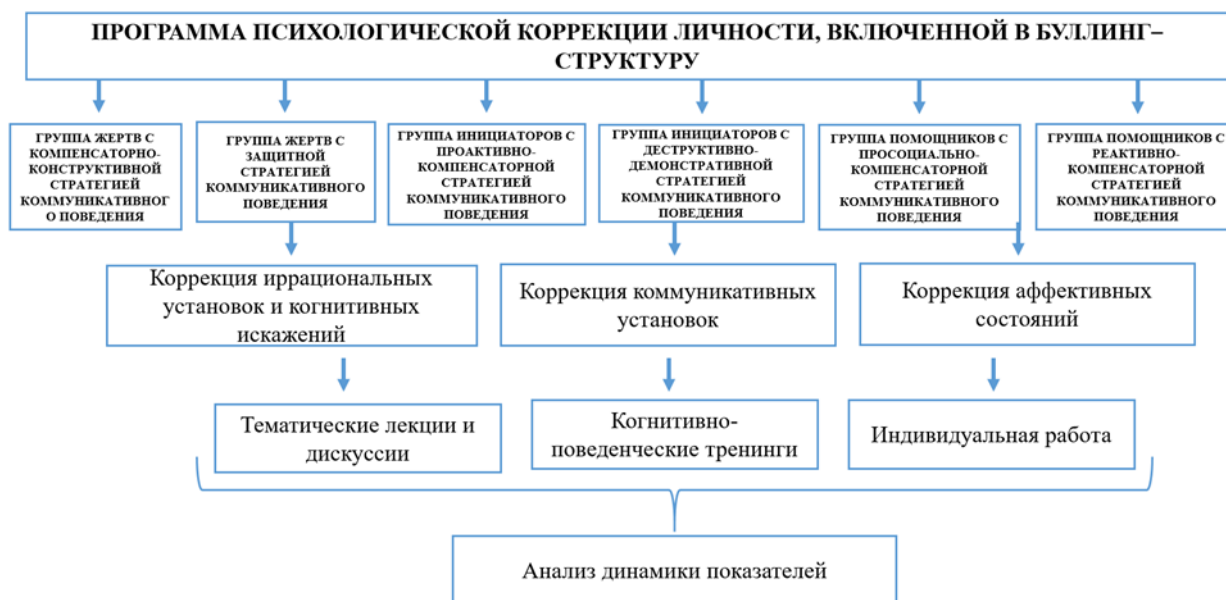 ПРОГРАММА ПСИХОЛОГИЧЕСКОЙ КОРРЕКЦИИ ЛИЧНОСТИ, ВКЛЮЧЕННОЙ В БУЛЛИНГ–
СТРУКТУРУ
ГРУППА ЖЕРТВ С
КОМПЕНСАТОРНО-
КОНСТРУКТИВНОЙ
СТРАТЕГИЕЙ
КОММУНИКАТИВНОГ
О ПОВЕДЕНИЯ
ГРУППА ЖЕРТВ С
ЗАЩИТНОЙ
СТРАТЕГИЕЙ
КОММУНИКАТИВНОГО
ПОВЕДЕНИЯ
ГРУППА ИНИЦИАТОРОВ С
ПРОАКТИВНО-
КОМПЕНСАТОРНОЙ
СТРАТЕГИЕЙ
КОММУНИКАТИВНОГО
ПОВЕДЕНИЯ
ГРУППА ИНИЦИАТОРОВ С
ДЕСТРУКТИВНО-
ДЕМОНСТРАТИВНОЙ
СТРАТЕГИЕЙ
КОММУНИКАТИВНОГО
ПОВЕДЕНИЯ
ГРУППА ПОМОЩНИКОВ С
ПРОСОЦИАЛЬНО-
КОМПЕНСАТОРНОЙ
СТРАТЕГИЕЙ
КОММУНИКАТИВНОГО
ПОВЕДЕНИЯ
ГРУППА ПОМОЩНИКОВ С
РЕАКТИВНО-
КОМПЕНСАТОРНОЙ
СТРАТЕГИЕЙ
КОММУНИКАТИВНОГО
ПОВЕДЕНИЯ
Коррекция иррациональных
установок и когнитивных
искажений
Коррекция коммуникативных
установок
Коррекция аффективных
состояний
Тематические лекции и
дискуссии
Когнитивно-
поведенческие тренинги
Индивидуальная работа
Анализ динамики показателей